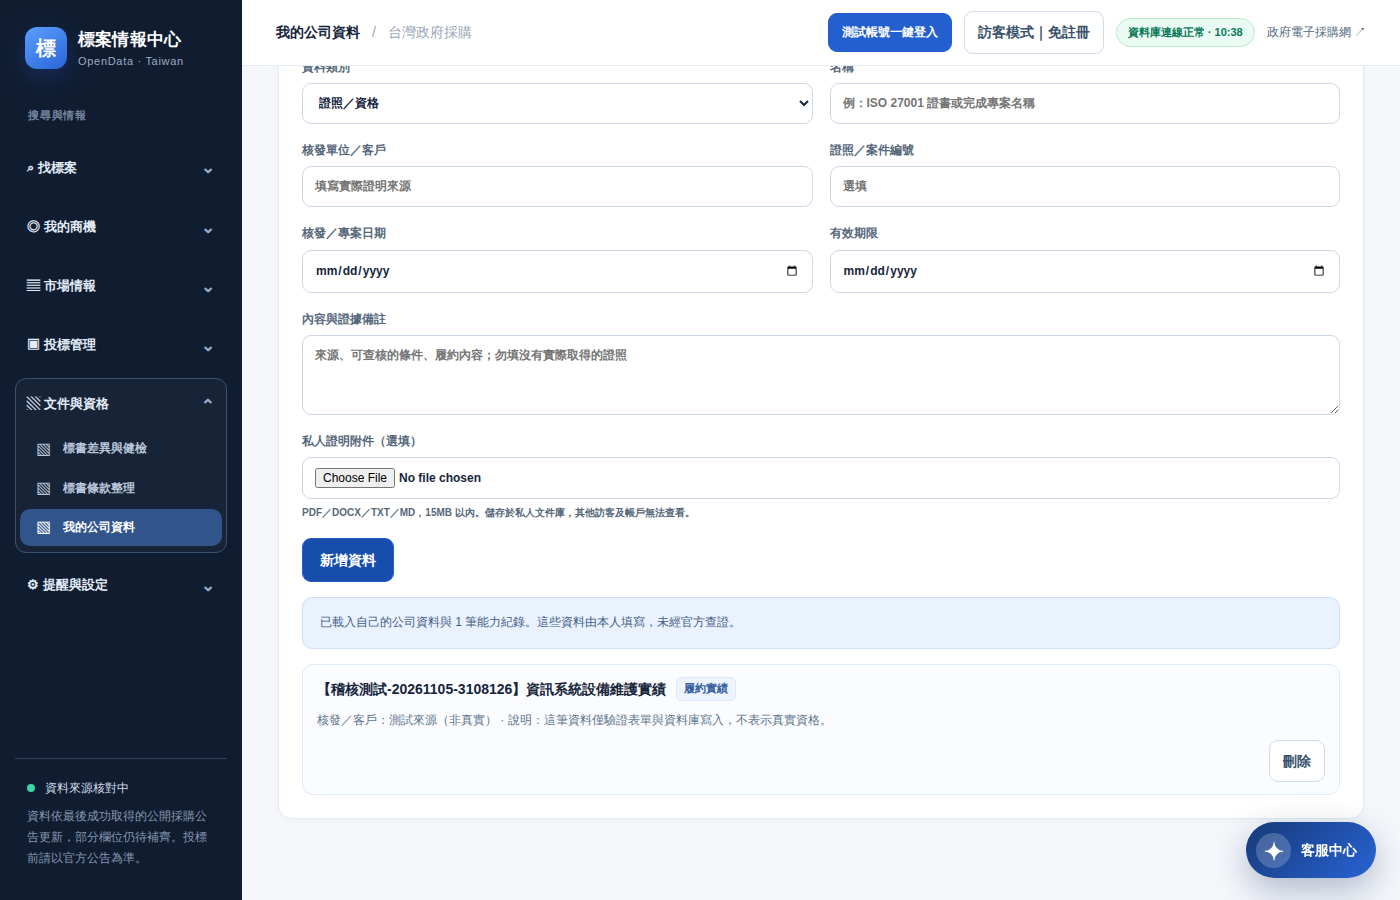 標
標案情報中心
OpenData · Taiwan
搜尋與情報
找標案
我的商機
市場情報
投標管理
文件與資格
標書差異與健檢
標書條款整理
我的公司資料
提醒與設定
資料來源核對中
資料依最後成功取得的公開採購公
告更新，部分欄位仍待補齊。投標
前請以官方公告為準。
我的公司資料 / 台灣政府採購
測試帳號一鍵登入
訪客模式｜免註冊
資料庫連線正常 · 10:38
政府電子採購網 ↗
資料類別
名稱
證照／資格
例：ISO 27001 證書或完成專案名稱
核發單位／客戶
證照／案件編號
填寫實際證明來源
選填
核發／專案日期
有效期限
mm/dd/yyyy
mm/dd/yyyy
內容與證據備註
來源、可查核的條件、履約內容；勿填沒有實際取得的證照
私人證明附件（選填）
Choose File No file chosen
PDF／DOCX／TXT／MD，15MB 以內。儲存於私人文件庫，其他訪客及帳戶無法查看。
新增資料
已載入自己的公司資料與 1 筆能力紀錄。這些資料由本人填寫，未經官方查證。
【稽核測試-20261105-3108126】資訊系統設備維護實績 履約實績
核發／客戶：測試來源（非真實） · 說明：這筆資料僅驗證表單與資料庫寫入，不表示真實資格。
刪除
客服中心